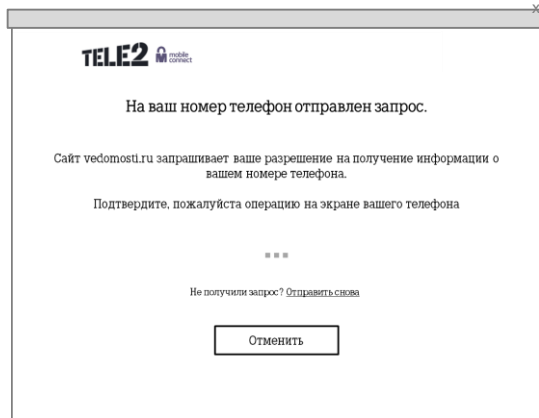 X
TELE2 mobile connect
На ваш номер телефон отправлен запрос.
Сайт vedomosti.ru запрашивает ваше разрешение на получение информации о
вашем номере телефона.
Подтвердите, пожалуйста операцию на экране вашего телефона
Не получили запрос? Отправить снова
Отменить